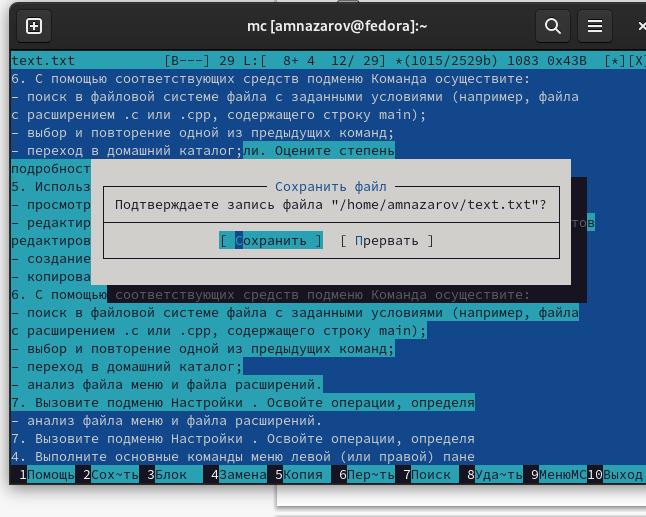 mc [amnazarov@fedora]:~
text.txt [B---] 29 L:[ 8+ 4 12/ 29] *(1015/2529b) 1083 0x43B [*][X]
6. С помощью соответствующих средств подменю Команда осуществите:
– поиск в файловой системе файла с заданными условиями (например, файла
с расширением .c или .cpp, содержащего строку main);
– выбор и повторение одной из предыдущих команд;
– переход в домашний каталог;ли. Оцените степень
подробност
5. Использ
– просмотр
– редактир тов
редактиров
– создание
– копирова
Сохранить файл
Подтверждаете запись файла "/home/amnazarov/text.txt"?
[ Сохранить ] [ Прервать ]
6. С помощью соответствующих средств подменю Команда осуществите:
– поиск в файловой системе файла с заданными условиями (например, файла
с расширением .c или .cpp, содержащего строку main);
– выбор и повторение одной из предыдущих команд;
– переход в домашний каталог;
– анализ файла меню и файла расширений.
7. Вызовите подменю Настройки . Освойте операции, определя
– анализ файла меню и файла расширений.
7. Вызовите подменю Настройки . Освойте операции, определя
4. Выполните основные команды меню левой (или правой) пане
1Помощь 2Сох~ть 3Блок 4Замена 5Копия 6Пер~ть 7Поиск 8Уда~ть 9МенюMC 10Выход